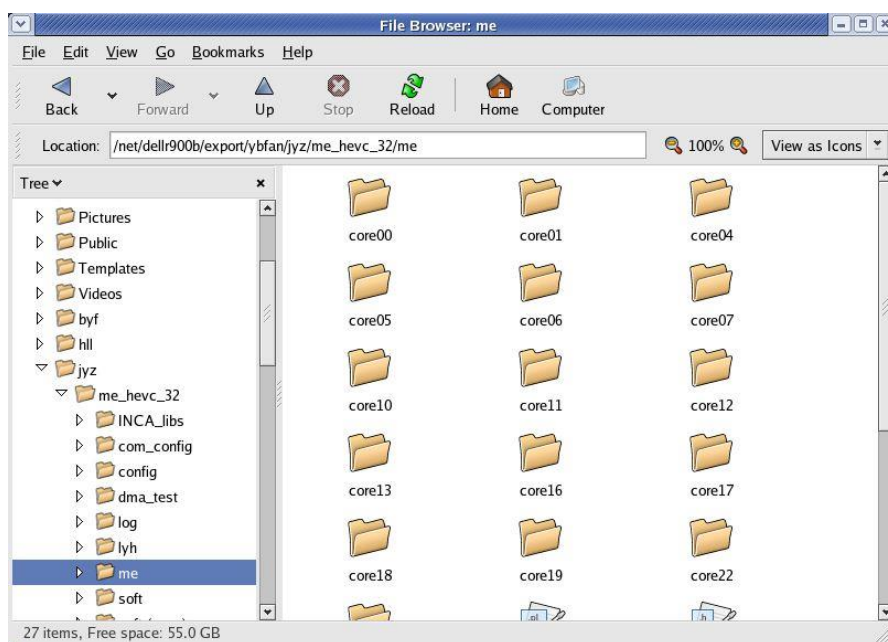 File Browser: me
File Edit View Go Bookmarks Help
Back Forward Up Stop Reload Home Computer
Location: /net/dellr900b/export/ybfan/jyz/me_hevc_32/me 100% View as Icons
Tree
Pictures
Public
Templates
Videos
byf
hll
jyz
me_hevc_32
INCA_libs
com_config
config
dma_test
log
lyh
me
soft
core00 core01 core04
core05 core06 core07
core10 core11 core12
core13 core16 core17
core18 core19 core22
27 items, Free space: 55.0 GB